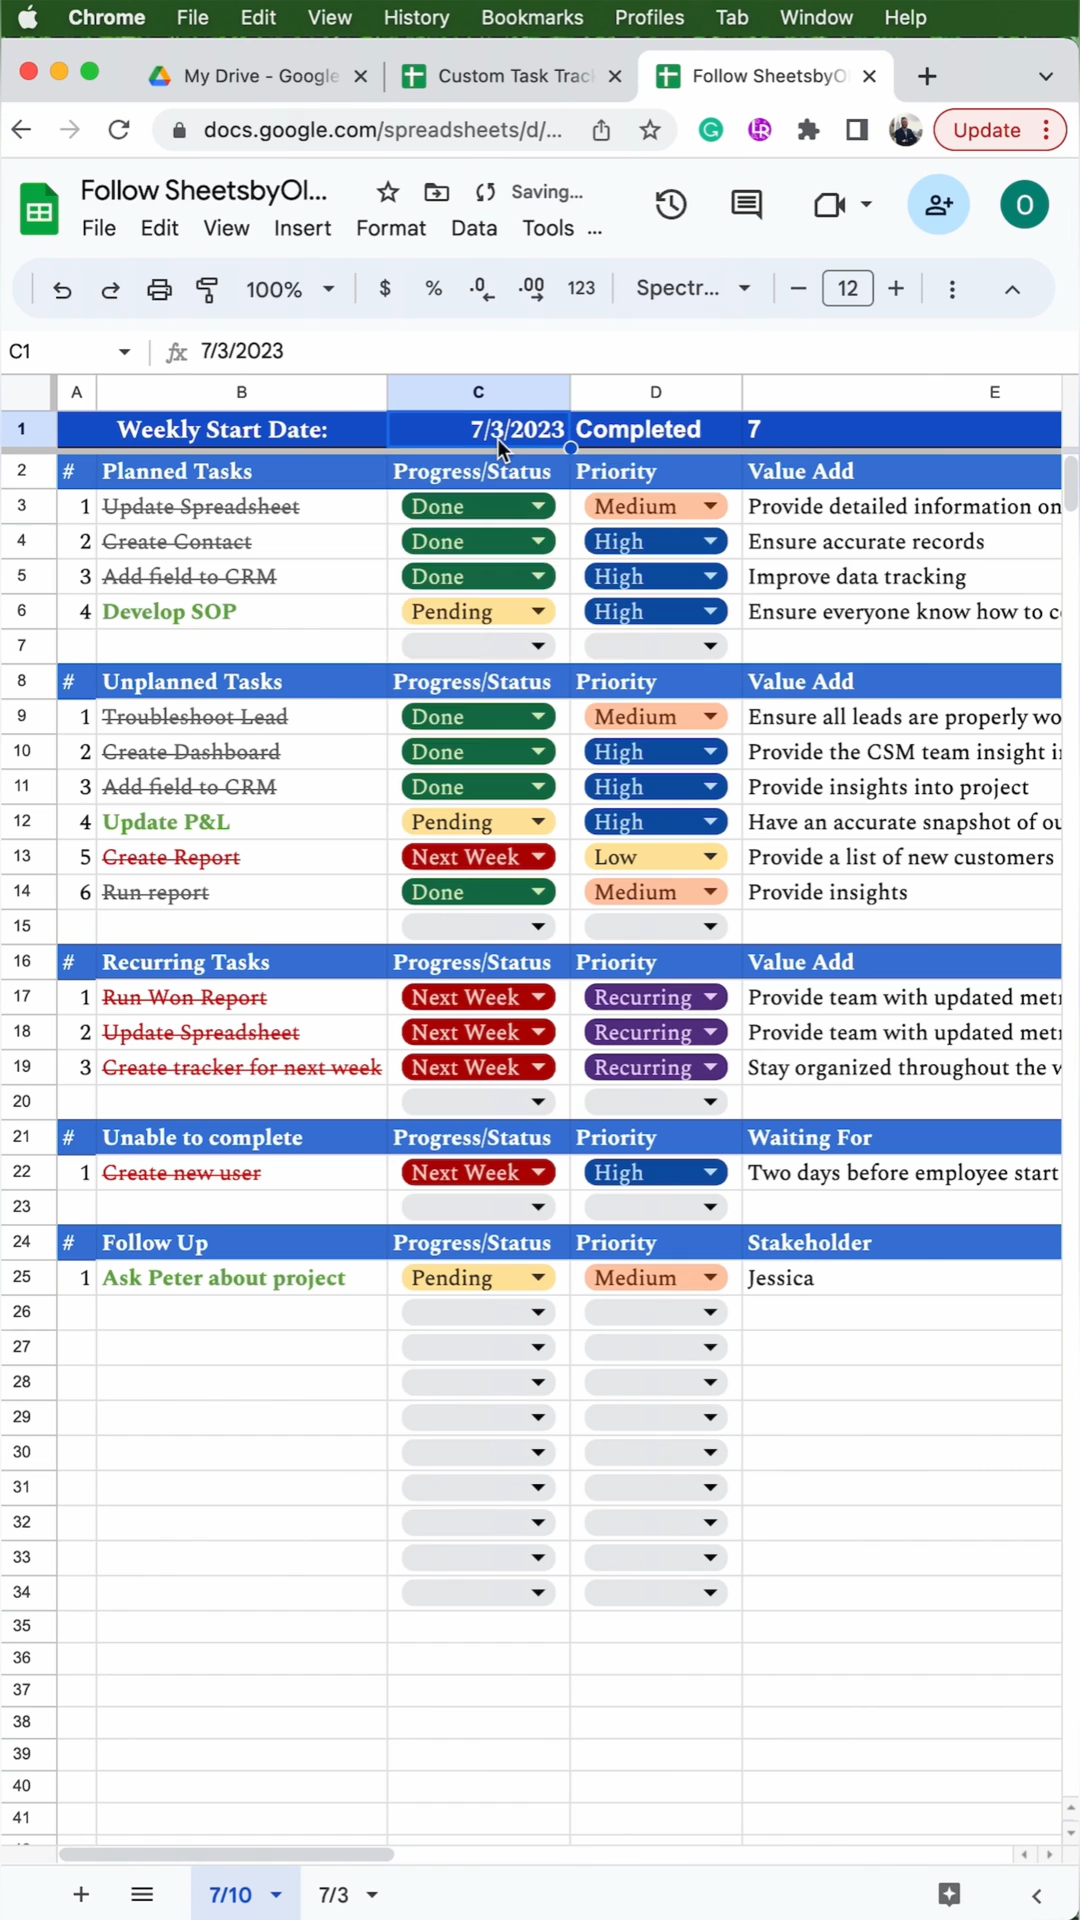 Chrome File Edit View History Bookmarks Profiles Tab Window Help
My Drive - Google Custom Task Trac Follow SheetsbyOl
docs.google.com/spreadsheets/d/... Update
Follow SheetsbyOl... Saving...
File Edit View Insert Format Data Tools ... O
100% $ % .0 .00 123 Spectr... 12
C1 fx 7/3/2023
A B C D E
1 Weekly Start Date: 7/3/2023 Completed 7
2 # Planned Tasks Progress/Status Priority Value Add
3 1 Update Spreadsheet Done Medium Provide detailed information on
4 2 Create Contact Done High Ensure accurate records
5 3 Add field to CRM Done High Improve data tracking
6 4 Develop SOP Pending High Ensure everyone know how to c
7
8 # Unplanned Tasks Progress/Status Priority Value Add
9 1 Troubleshoot Lead Done Medium Ensure all leads are properly wo
10 2 Create Dashboard Done High Provide the CSM team insight i
11 3 Add field to CRM Done High Provide insights into project
12 4 Update P&L Pending High Have an accurate snapshot of ou
13 5 Create Report Next Week Low Provide a list of new customers
14 6 Run report Done Medium Provide insights
15
16 # Recurring Tasks Progress/Status Priority Value Add
17 1 Run Won Report Next Week Recurring Provide team with updated met
18 2 Update Spreadsheet Next Week Recurring Provide team with updated met
19 3 Create tracker for next week Next Week Recurring Stay organized throughout the w
20
21 # Unable to complete Progress/Status Priority Waiting For
22 1 Create new user Next Week High Two days before employee start
23
24 # Follow Up Progress/Status Priority Stakeholder
25 1 Ask Peter about project Pending Medium Jessica
26
27
28
29
30
31
32
33
34
35
36
37
38
39
40
41
7/10 7/3